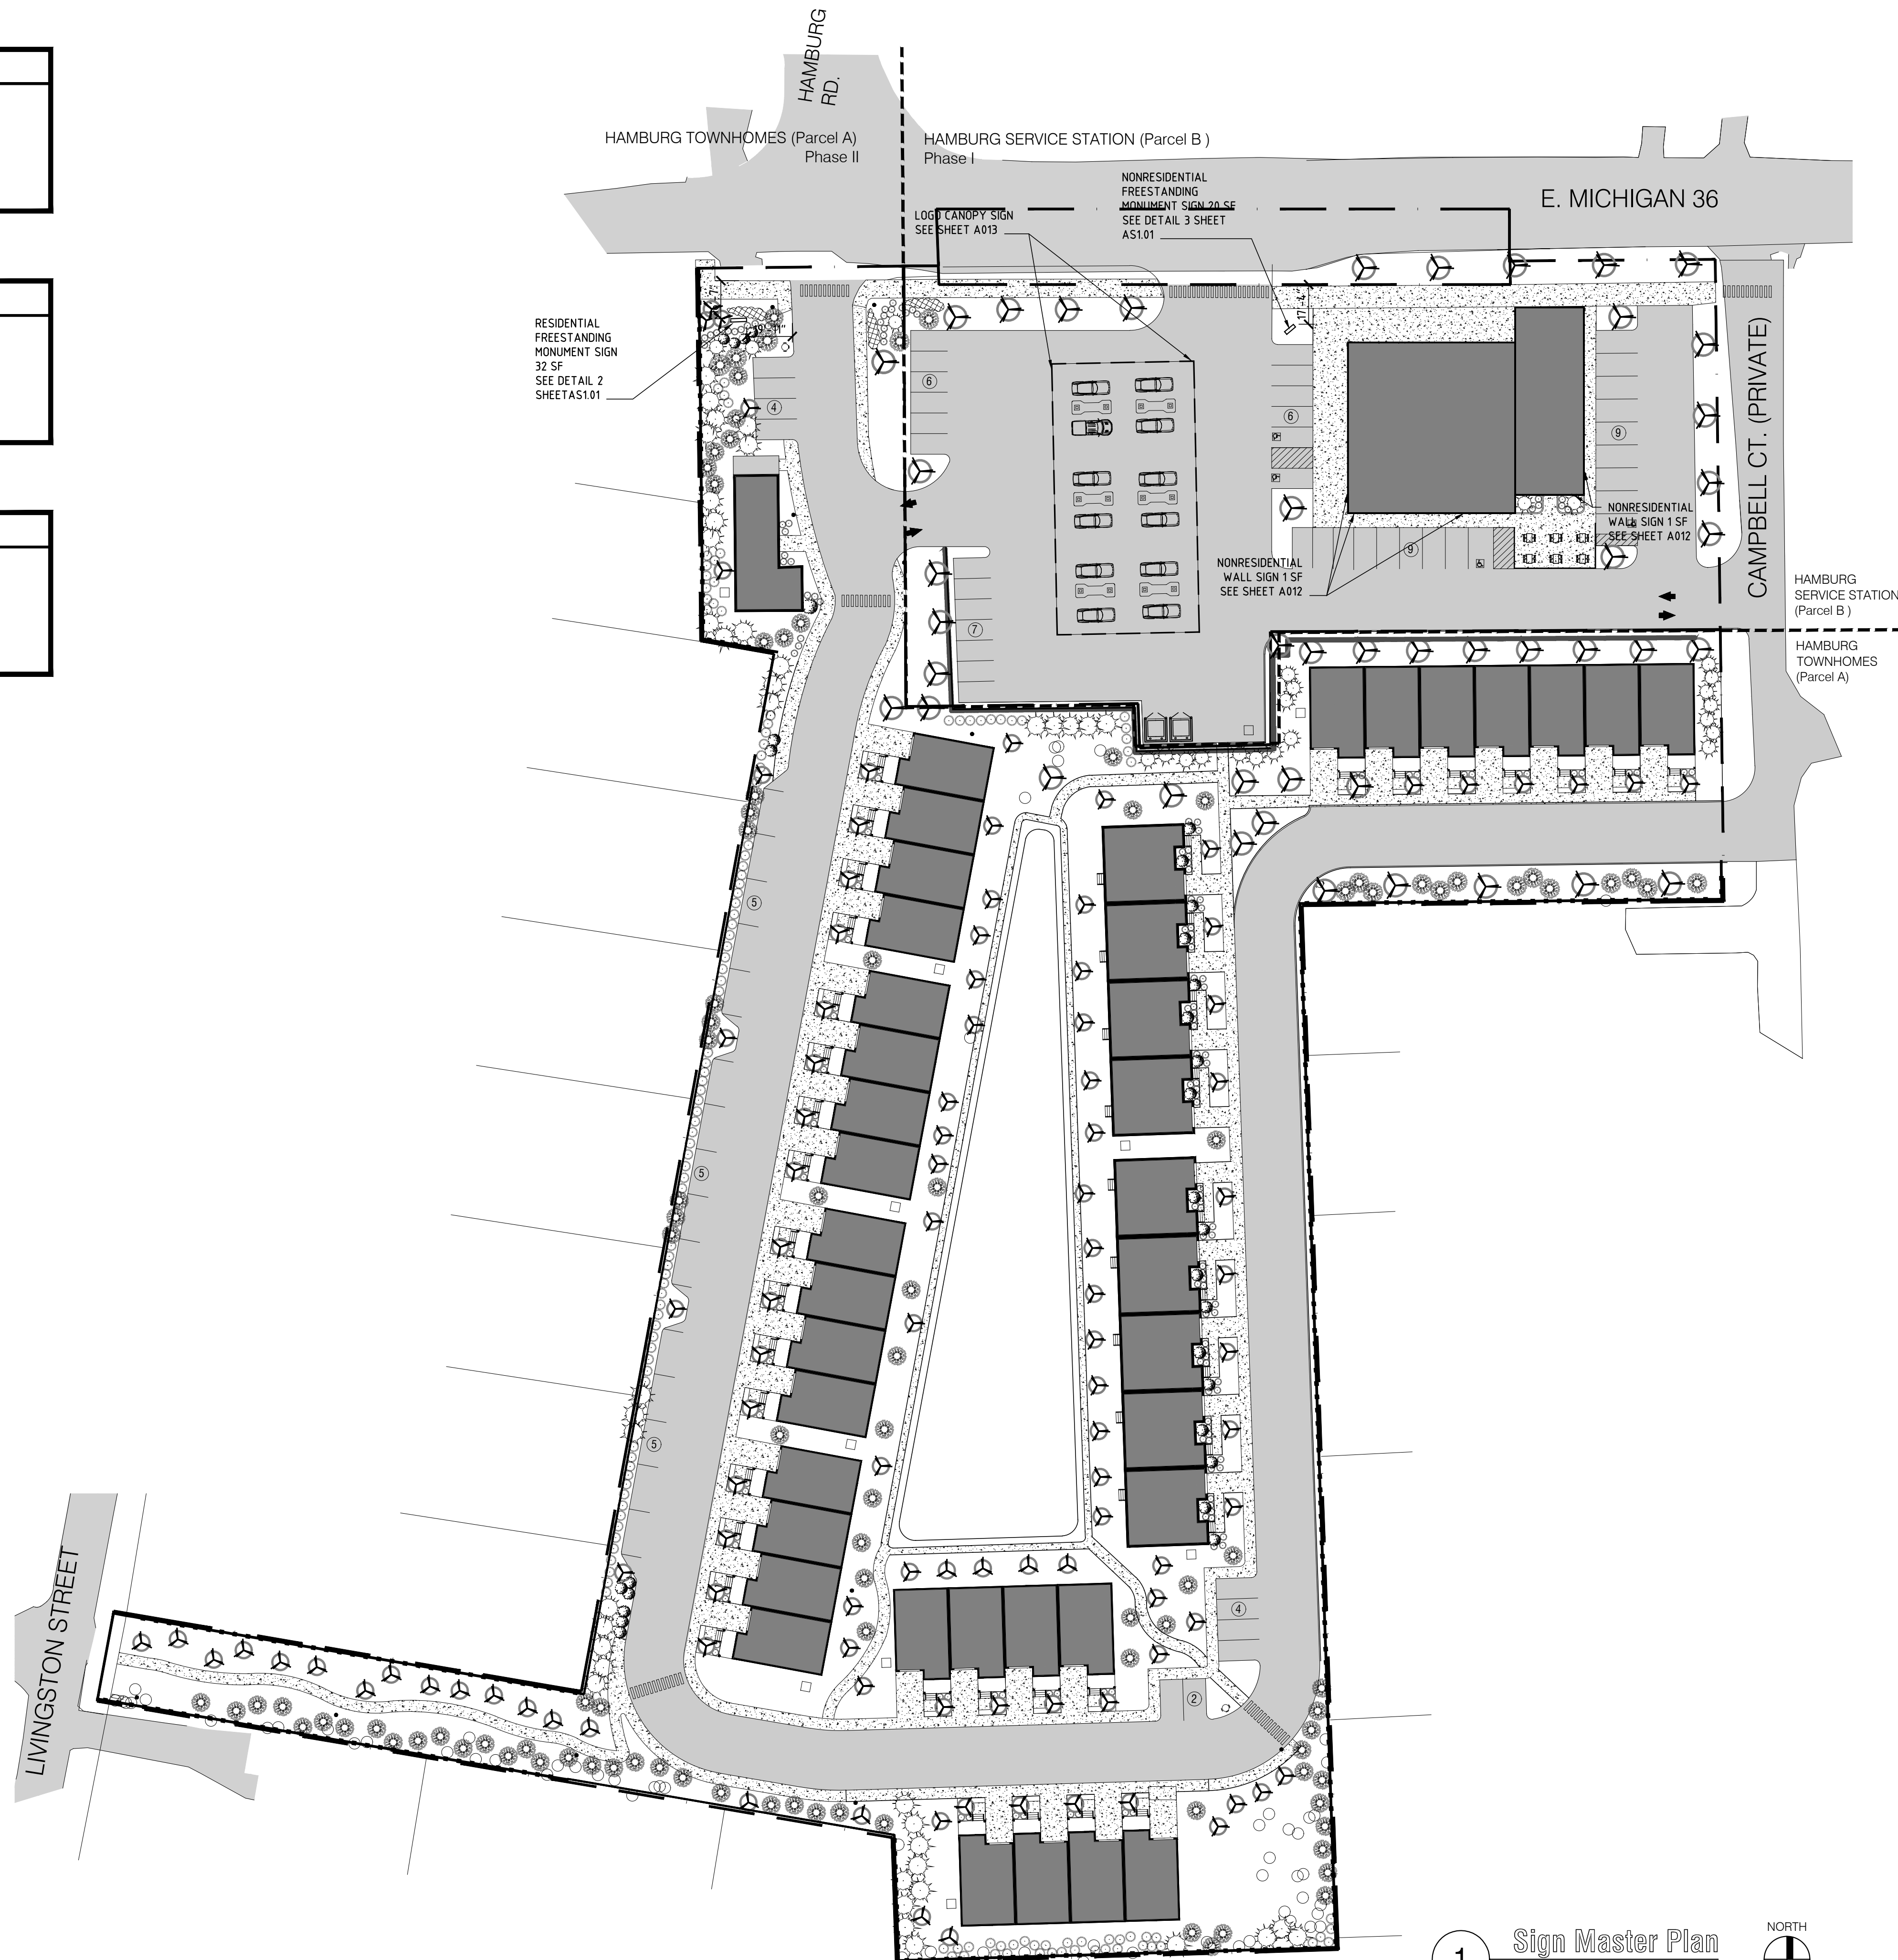 HAMBURG
RD.
HAMBURG TOWNHOMES (Parcel A)
Phase II
HAMBURG SERVICE STATION (Parcel B )
Phase I
E. MICHIGAN 36
NONRESIDENTIAL
FREESTANDING
MONUMENT SIGN 20 SF
SEE DETAIL 3 SHEET
AS1.01
LOGO CANOPY SIGN
SEE SHEET A013
RESIDENTIAL
FREESTANDING
MONUMENT SIGN
32 SF
SEE DETAIL 2
SHEETAS1.01
17'-4"
6
4
6
9
CAMPBELL CT. (PRIVATE)
NONRESIDENTIAL
WALL SIGN 1 SF
SEE SHEET A012
9
NONRESIDENTIAL
WALL SIGN 1 SF
SEE SHEET A012
HAMBURG
SERVICE STATION
(Parcel B )
7
HAMBURG
TOWNHOMES
(Parcel A)
5
5
5
4
2
LIVINGSTON STREET
1
Sign Master Plan
NORTH